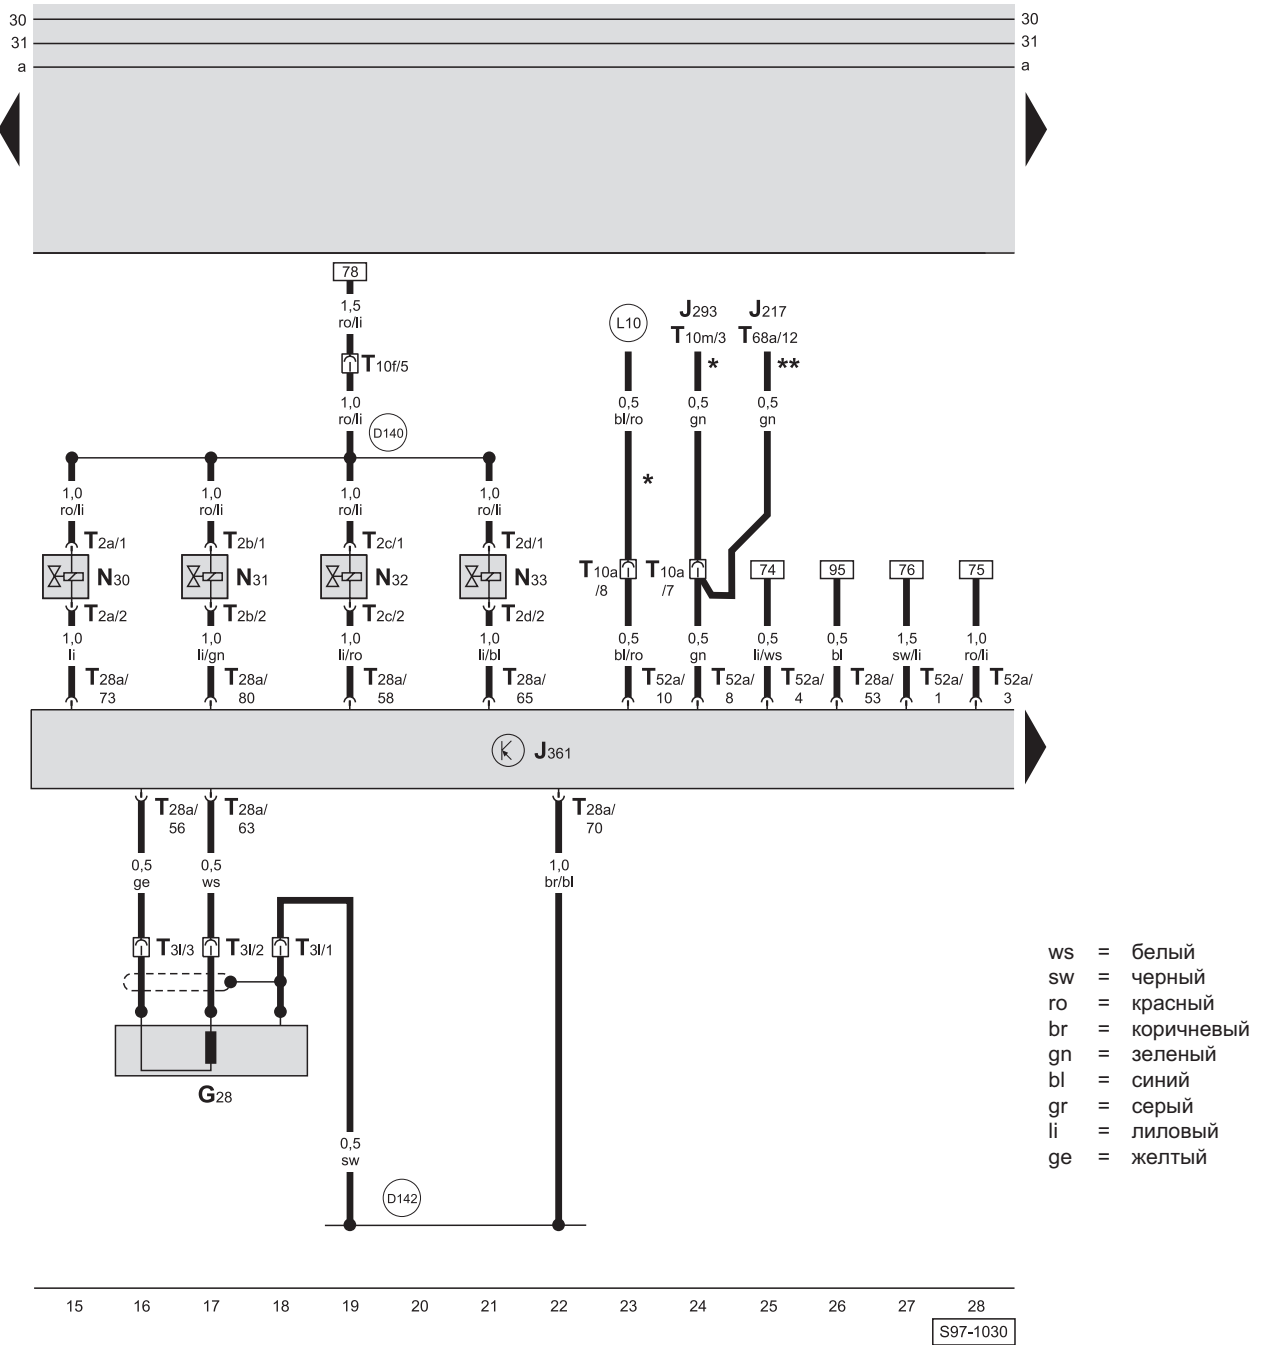 30 30
31 31
a a
78
1,5
ro/li
T10f/5
1,0
ro/li
D140
L10
J293 J217
T10m/3 T68a/12
* **
0,5 0,5 0,5
bl/ro gn gn
*
1,0 1,0 1,0 1,0
ro/li ro/li ro/li ro/li
T2a/1 T2b/1 T2c/1 T2d/1
N30 N31 N32 N33
T10a T10a 74 95 76 75
/8 /7
T2a/2 T2b/2 T2c/2 T2d/2
1,0 1,0 1,0 1,0 0,5 0,5 0,5 0,5 1,5 1,0
li li/gn li/ro li/bl bl/ro gn li/ws bl sw/li ro/li
T28a/ T28a/ T28a/ T28a/ T52a/ T52a/ T52a/ T28a/ T52a/ T52a/
73 80 58 65 10 8 4 53 1 3
J361
T28a/ T28a/ T28a/
56 63 70
0,5 0,5 1,0
ge ws br/bl
T3l/3 T3l/2 T3l/1
G28
0,5
sw
D142
ws = белый
sw = черный
ro = красный
br = коричневый
gn = зеленый
bl = синий
gr = серый
li = лиловый
ge = желтый
15 16 17 18 19 20 21 22 23 24 25 26 27 28
S97-1030